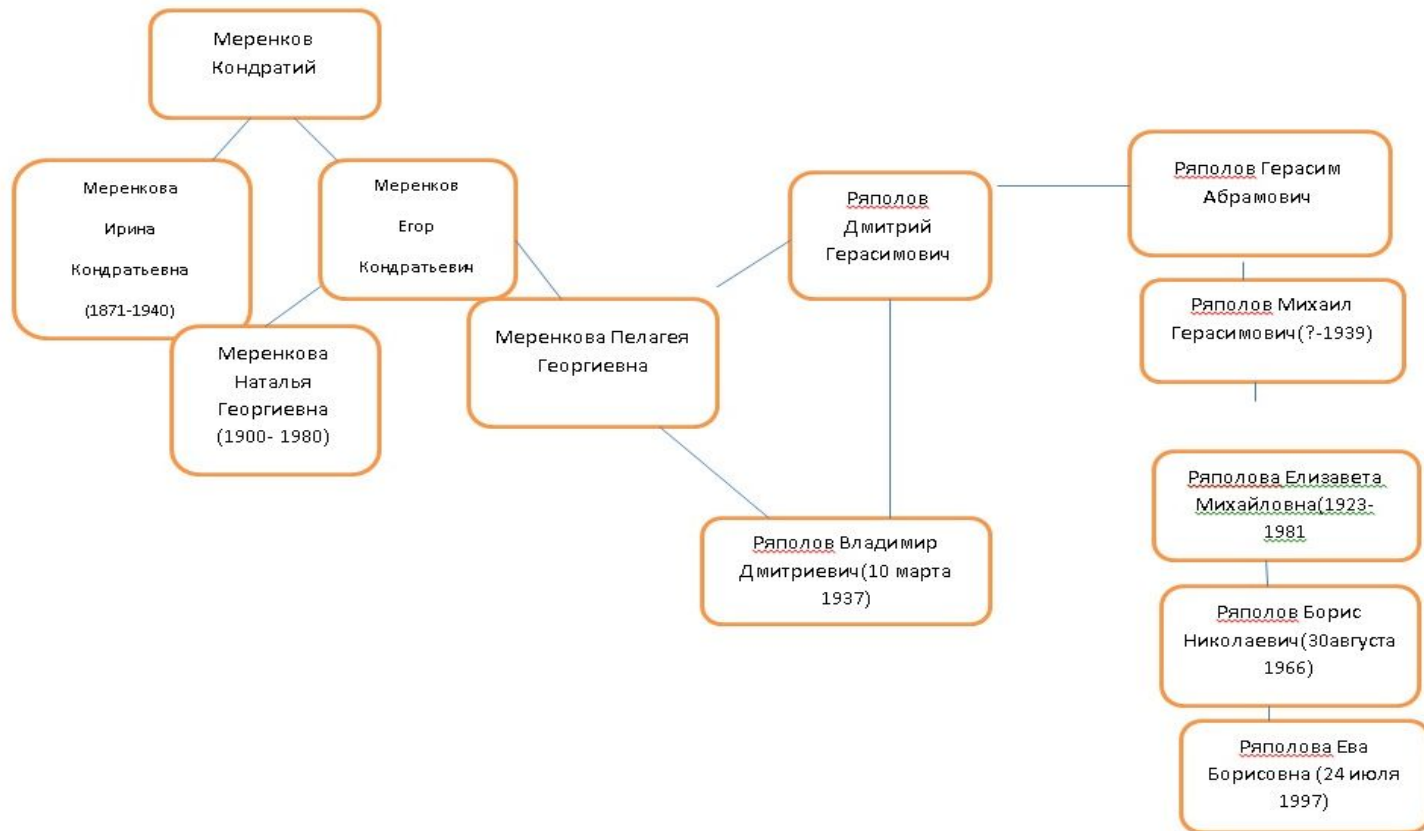 Меренков
Кондратий
Меренкова
Ирина
Кондратьевна
(1871-1940)
Меренков
Егор
Кондратьевич
Меренкова
Наталья
Георгиевна
(1900- 1980)
Меренкова Пелагея
Георгиевна
Ряполов
Дмитрий
Герасимович
Ряполов Владимир
Дмитриевич(10 марта
1937)
Ряполов Герасим
Абрамович
Ряполов Михаил
Герасимович(?-1939)
Ряполова Елизавета
Михайловна(1923-
1981
Ряполов Борис
Николаевич(30августа
1966)
Ряполова Ева
Борисовна (24 июля
1997)